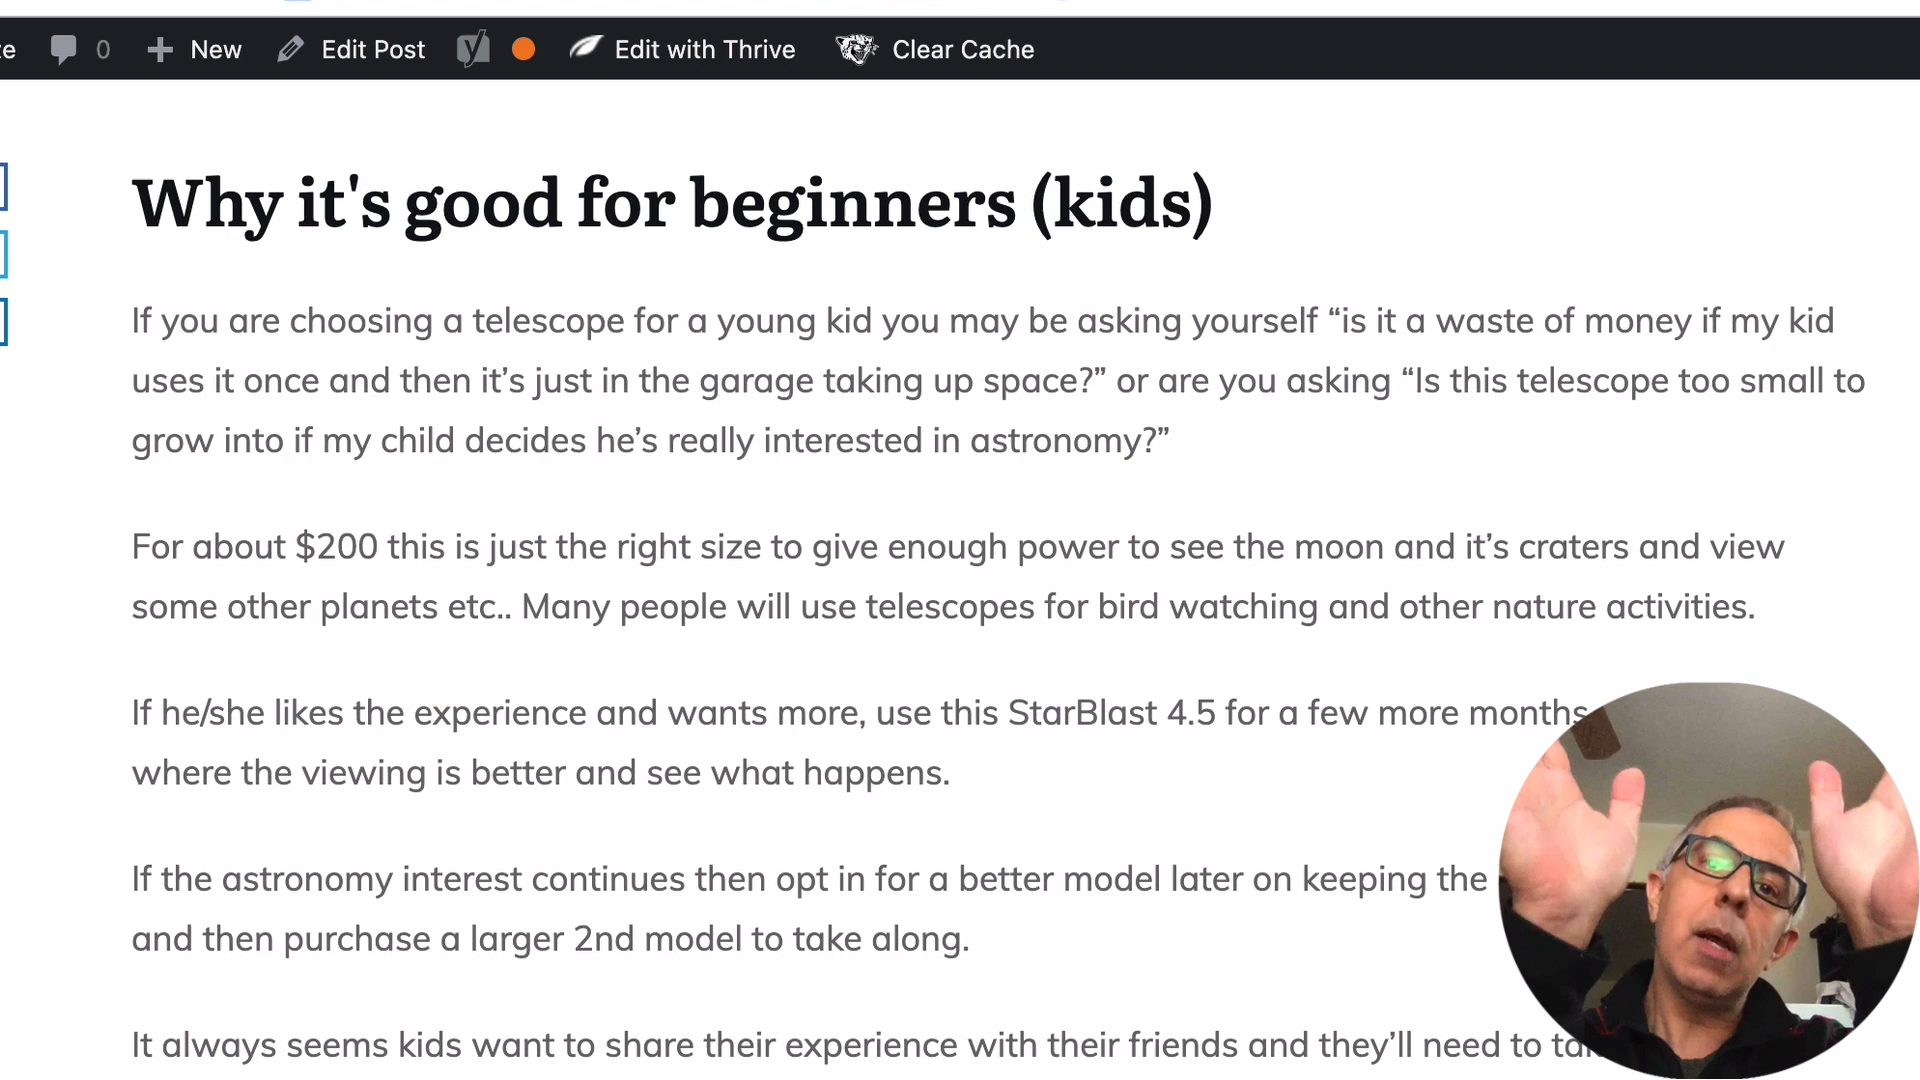 e 0 New Edit Post Edit with Thrive Clear Cache
Why it's good for beginners (kids)
If you are choosing a telescope for a young kid you may be asking yourself “is it a waste of money if my kid
uses it once and then it’s just in the garage taking up space?” or are you asking “Is this telescope too small to
grow into if my child decides he’s really interested in astronomy?”
For about $200 this is just the right size to give enough power to see the moon and it’s craters and view
some other planets etc.. Many people will use telescopes for bird watching and other nature activities.
If he/she likes the experience and wants more, use this StarBlast 4.5 for a few more months
where the viewing is better and see what happens.
If the astronomy interest continues then opt in for a better model later on keeping the
and then purchase a larger 2nd model to take along.
It always seems kids want to share their experience with their friends and they’ll need to